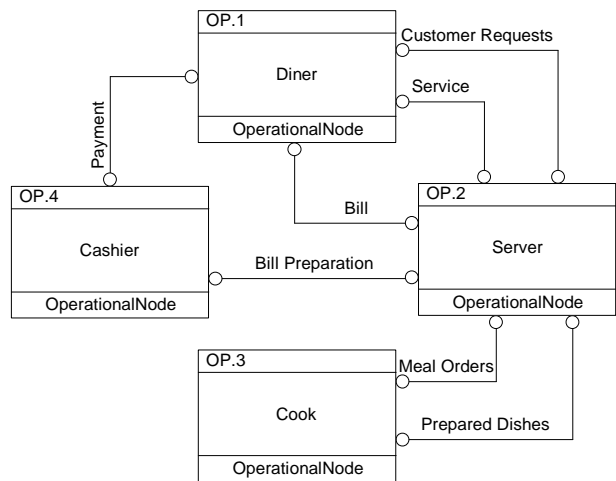 OP.1
Diner
OperationalNode
Customer Requests
Service
Payment
OP.4
Cashier
OperationalNode
Bill
Bill Preparation
OP.2
Server
OperationalNode
OP.3
Cook
OperationalNode
Meal Orders
Prepared Dishes